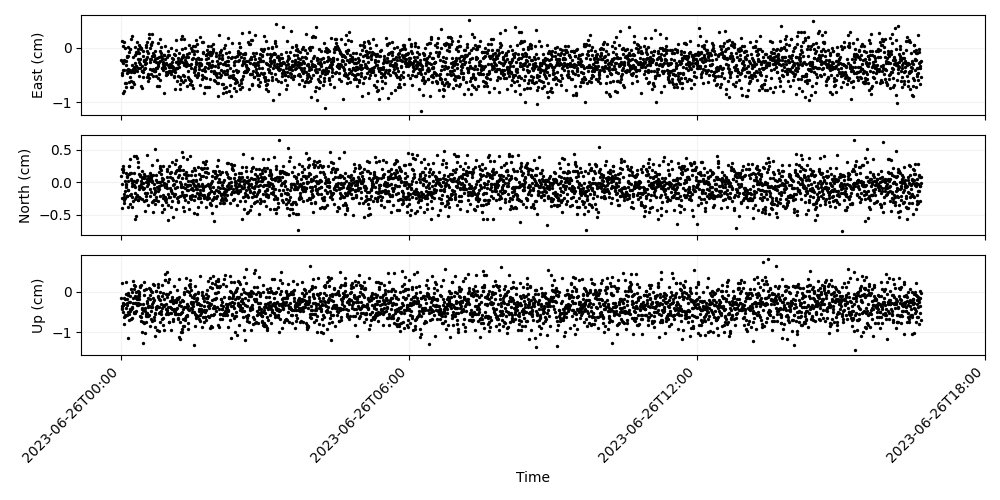 East (cm)
0
−1
North (cm)
0.5
0.0
−0.5
Up (cm)
0
−1
2023-06-26T00:00
2023-06-26T06:00
2023-06-26T12:00
2023-06-26T18:00
Time